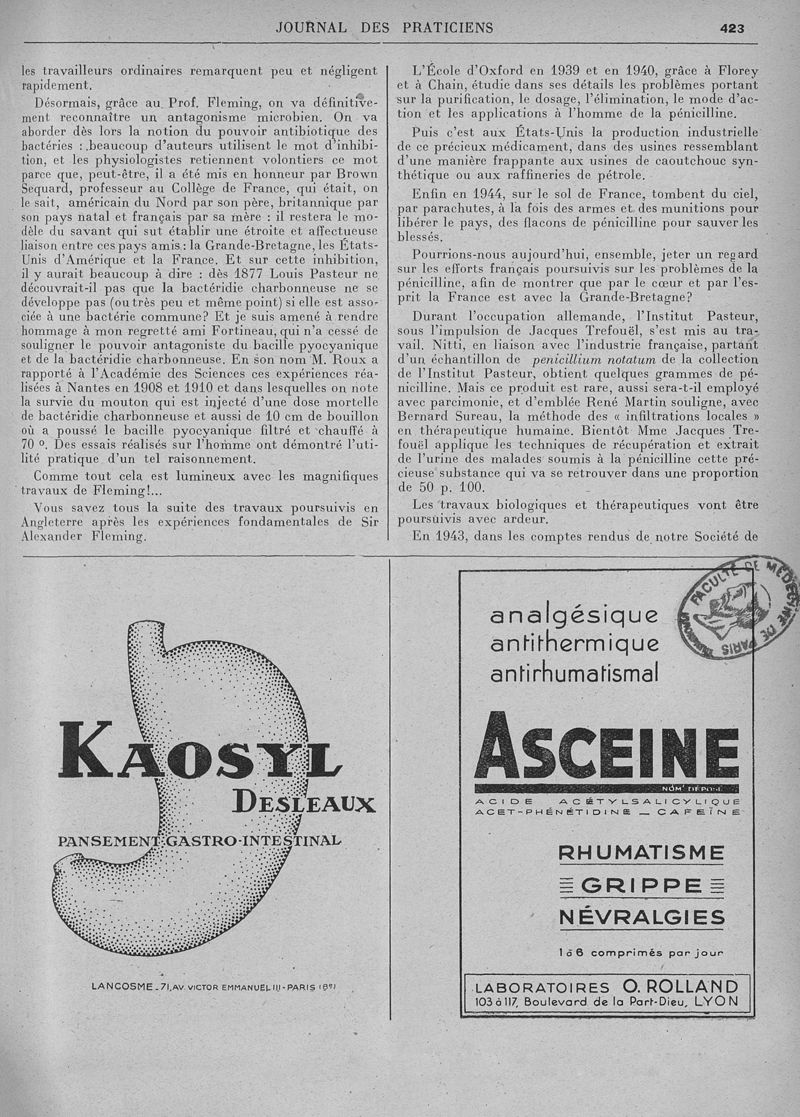 JOURNAL DES PRATICIENS 423
les travailleurs ordinaires remarquent peu et négligent
rapidement.
Désormais, grâce au Prof. Fleming, on va définitive-
ment reconnaître un antagonisme microbien. On va
aborder dès lors la notion du pouvoir antibiotique des
bactéries : beaucoup d'auteurs utilisent le mot d'inhibi-
tion, et les physiologistes retiennent volontiers ce mot
parce que, peut-être, il a été mis en honneur par Brown
Sequard, professeur au Collège de France, qui était, on
le sait, américain du Nord par son père, britannique par
son pays natal et français par sa mère : il restera le mo-
dèle du savant qui sut établir une étroite et affectueuse
liaison entre ces pays amis : la Grande-Bretagne, les États-
Unis d'Amérique et la France. Et sur cette inhibition,
il y aurait beaucoup à dire : dès 1877 Louis Pasteur ne
découvrait-il pas que la bactéridie charbonneuse ne se
développe pas (ou très peu et même point) si elle est asso-
ciée à une bactérie commune? Et je suis amené à rendre
hommage à mon regretté ami Fortineau, qui n'a cessé de
souligner le pouvoir antagoniste du bacille pyocyanique
et de la bactéridie charbonneuse. En son nom M. Roux a
rapporté à l'Académie des Sciences ces expériences réa-
lisées à Nantes en 1908 et 1910 et dans lesquelles on note
la survie du mouton qui est injecté d'une dose mortelle
de bactéridie charbonneuse et aussi de 10 cm de bouillon
où a poussé le bacille pyocyanique filtré et chauffé à
70 º. Des essais réalisés sur l'homme ont démontré l'uti-
lité pratique d'un tel raisonnement.
Comme tout cela est lumineux avec les magnifiques
travaux de Fleming!...
Vous savez tous la suite des travaux poursuivis en
Angleterre après les expériences fondamentales de Sir
Alexander Fleming.
L'École d'Oxford en 1939 et en 1940, grâce à Florey
et à Chain, étudie dans ses détails les problèmes portant
sur la purification, le dosage, l'élimination, le mode d'ac-
tion et les applications à l'homme de la pénicilline.
Puis c'est aux États-Unis la production industrielle
de ce précieux médicament, dans des usines ressemblant
d'une manière frappante aux usines de caoutchouc syn-
thétique ou aux raffineries de pétrole.
Enfin en 1944, sur le sol de France, tombent du ciel,
par parachutes, à la fois des armes et des munitions pour
libérer le pays, des flacons de pénicilline pour sauver les
blessés.
Pourrions-nous aujourd'hui, ensemble, jeter un regard
sur les efforts français poursuivis sur les problèmes de la
pénicilline, afin de montrer que par le cœur et par l'es-
prit la France est avec la Grande-Bretagne?
Durant l'occupation allemande, l'Institut Pasteur,
sous l'impulsion de Jacques Trefouël, s'est mis au tra-
vail. Nitti, en liaison avec l'industrie française, partant
d'un échantillon de penicillium notatum de la collection
de l'Institut Pasteur, obtient quelques grammes de pé-
nicilline. Mais ce produit est rare, aussi sera-t-il employé
avec parcimonie, et d'emblée René Martin souligne, avec
Bernard Sureau, la méthode des « infiltrations locales »
en thérapeutique humaine. Bientôt Mme Jacques Tre-
fouël applique les techniques de récupération et extrait
de l'urine des malades soumis à la pénicilline cette pré-
cieuse substance qui va se retrouver dans une proportion
de 50 p. 100.
Les travaux biologiques et thérapeutiques vont être
poursuivis avec ardeur.
En 1943, dans les comptes rendus de notre Société de
KAOSYL
DESLEAUX
PANSEMENT GASTRO-INTESTINAL
LANCOSME - 71, AV. VICTOR EMMANUEL III - PARIS (8e)
analgésique
antithermique
antirhumatismal
ASCEINE
NOM DÉPOSÉ
ACIDE ACÉTYLSALICYLIQUE
ACET-PHÉNÉTIDINE — CAFEÏNE
RHUMATISME
GRIPPE
NÉVRALGIES
1 à 6 comprimés par jour
LABORATOIRES O. ROLLAND
103 à 117, Boulevard de la Part-Dieu, LYON
FACULTÉ DE MÉDECINE DE PARIS